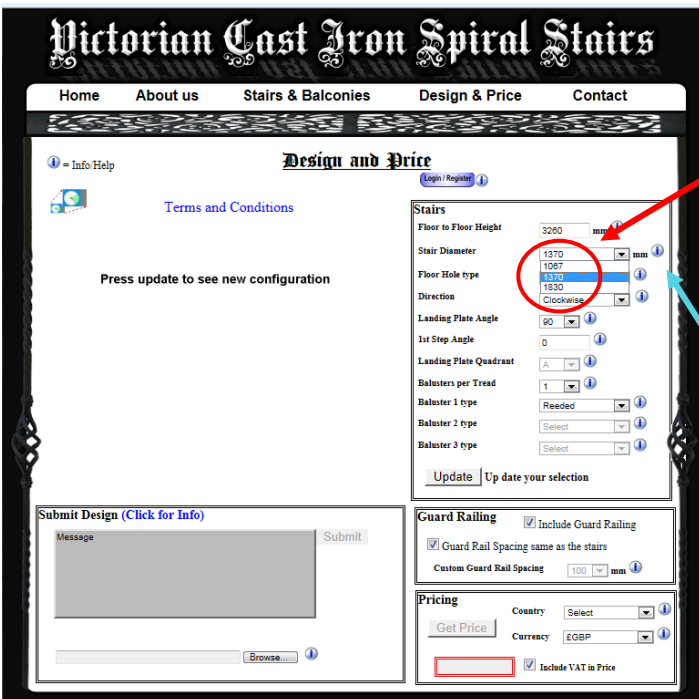 Victorian Cast Iron Spiral Stairs
Home About us Stairs & Balconies Design & Price Contact
i = Info/Help
Design and Price
Login / Register i
Terms and Conditions
Press update to see new configuration
Stairs
Floor to Floor Height 3260 mm i
Stair Diameter 1370 mm i
1067
Floor Hole type 1370 i
1830
Direction Clockwise i
Landing Plate Angle 90 i
1st Step Angle 0 i
Landing Plate Quadrant A i
Balusters per Tread 1 i
Baluster 1 type Reeded i
Baluster 2 type Select i
Baluster 3 type Select i
Update Up date your selection
Submit Design (Click for Info)
Message
Submit
Browse... i
Guard Railing
Include Guard Railing
Guard Rail Spacing same as the stairs
Custom Guard Rail Spacing 100 mm i
Pricing
Country Select i
Get Price
Currency £GBP i
Include VAT in Price